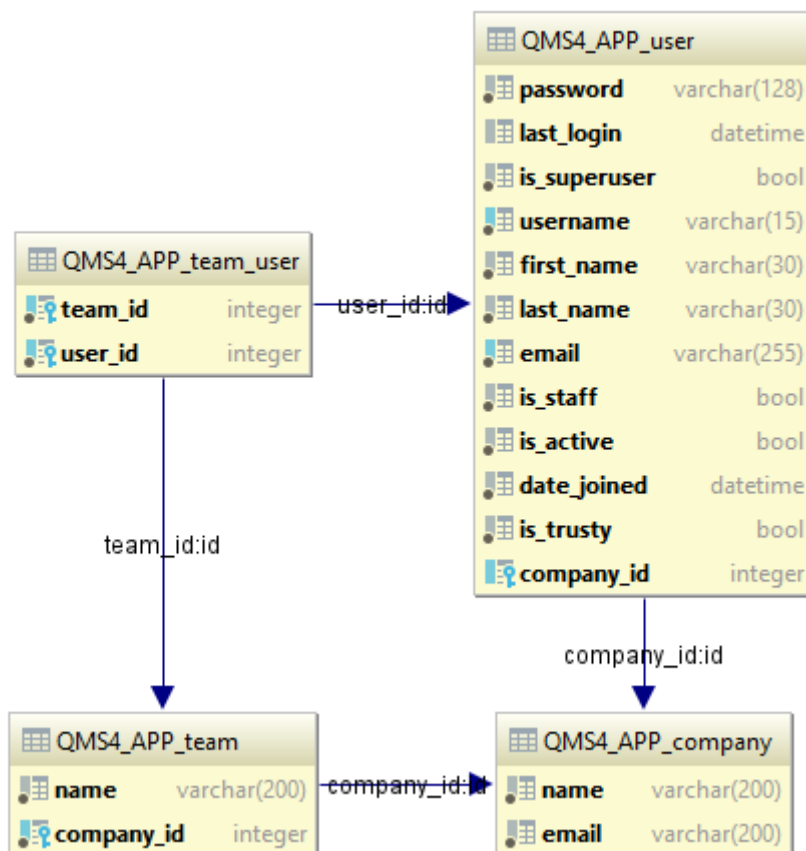 QMS4_APP_user
password varchar(128)
last_login datetime
is_superuser bool
username varchar(15)
first_name varchar(30)
last_name varchar(30)
email varchar(255)
is_staff bool
is_active bool
date_joined datetime
is_trusty bool
company_id integer
QMS4_APP_team_user
team_id integer
user_id integer
user_id:id
team_id:id
company_id:id
QMS4_APP_team
name varchar(200)
company_id integer
company_id:id
QMS4_APP_company
name varchar(200)
email varchar(200)